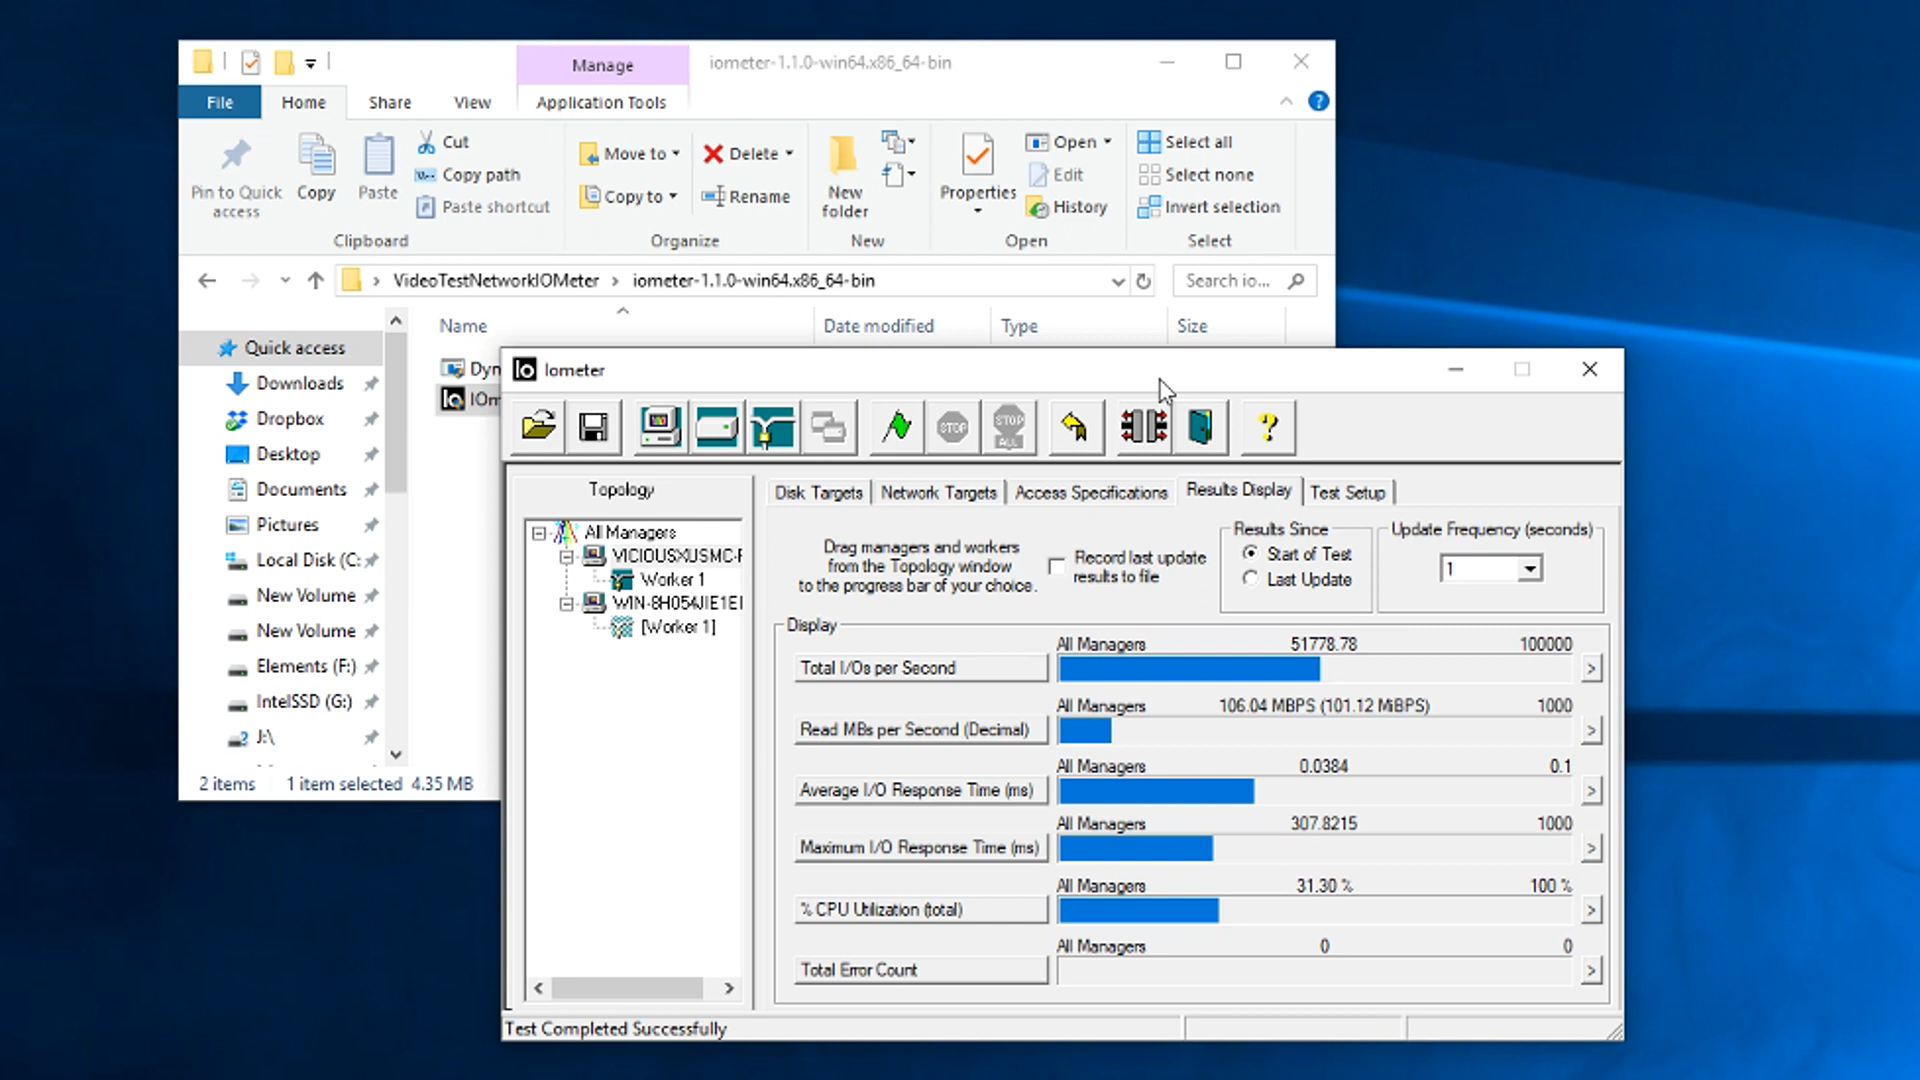 Manage
iometer-1.1.0-win64.x86_64-bin
File
Home
Share
View
Application Tools
Pin to Quick
access
Copy
Paste
Cut
Copy path
Paste shortcut
Clipboard
Move to
Copy to
Delete
Rename
Organize
New
folder
New
Properties
Open
Edit
History
Open
Select all
Select none
Invert selection
Select
VideoTestNetworkIOMeter > iometer-1.1.0-win64.x86_64-bin
Search io...
Name
Date modified
Type
Size
Quick access
Downloads
Dropbox
Desktop
Documents
Pictures
Local Disk (C:
New Volume
New Volume
Elements (F:)
IntelSSD (G:)
J:\
Dyn
IOm
2 items
1 item selected 4.35 MB
Io Iometer
STOP
STOP
ALL
Topology
All Managers
VICIOUSXUSMC-
Worker 1
WIN-8H054JIE1E
[Worker 1]
Disk Targets
Network Targets
Access Specifications
Results Display
Test Setup
Drag managers and workers
from the Topology window
to the progress bar of your choice.
Record last update
results to file
Results Since
Start of Test
Last Update
Update Frequency (seconds)
1
Display
All Managers 51778.78 100000
Total I/Os per Second
All Managers 106.04 MBPS (101.12 MiBPS) 1000
Read MBs per Second (Decimal)
All Managers 0.0384 0.1
Average I/O Response Time (ms)
All Managers 307.8215 1000
Maximum I/O Response Time (ms)
All Managers 31.30 % 100 %
% CPU Utilization (total)
All Managers 0 0
Total Error Count
Test Completed Successfully